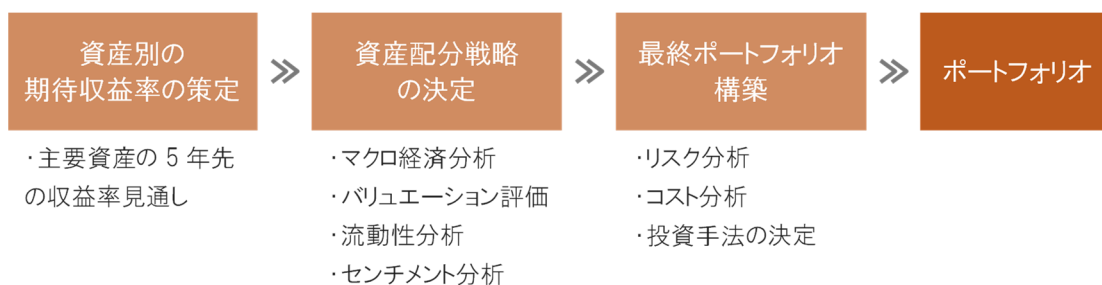 資産別の
期待収益率の策定
・主要資産の5年先
の収益率見通し
資産配分戦略
の決定
・マクロ経済分析
・バリュエーション評価
・流動性分析
・センチメント分析
最終ポートフォリオ
構築
・リスク分析
・コスト分析
・投資手法の決定
ポートフォリオ